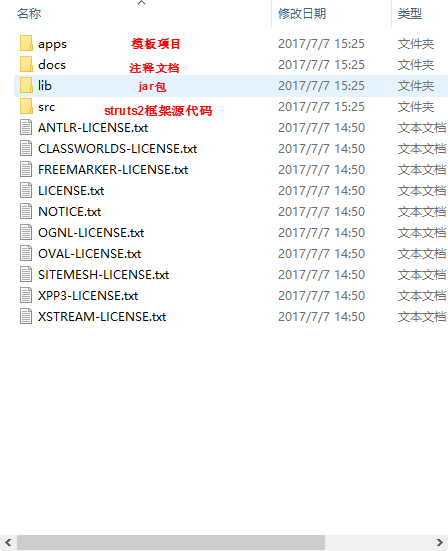 名称 修改日期 类型
apps 模板项目 2017/7/7 15:25 文件夹
docs 注释文档 2017/7/7 15:25 文件夹
lib jar包 2017/7/7 15:25 文件夹
src struts2框架源代码 2017/7/7 15:25 文件夹
ANTLR-LICENSE.txt 2017/7/7 14:50 文本文档
CLASSWORLDS-LICENSE.txt 2017/7/7 14:50 文本文档
FREEMARKER-LICENSE.txt 2017/7/7 14:50 文本文档
LICENSE.txt 2017/7/7 14:50 文本文档
NOTICE.txt 2017/7/7 14:50 文本文档
OGNL-LICENSE.txt 2017/7/7 14:50 文本文档
OVAL-LICENSE.txt 2017/7/7 14:50 文本文档
SITEMESH-LICENSE.txt 2017/7/7 14:50 文本文档
XPP3-LICENSE.txt 2017/7/7 14:50 文本文档
XSTREAM-LICENSE.txt 2017/7/7 14:50 文本文档